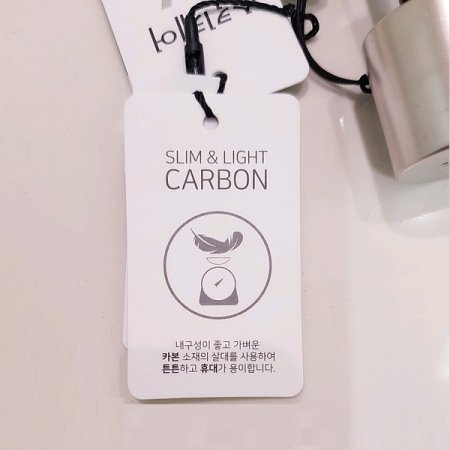 SLIM & LIGHT
CARBON
내구성이 좋고 가벼운
카본 소재의 살대를 사용하여
튼튼하고 휴대가 용이합니다.